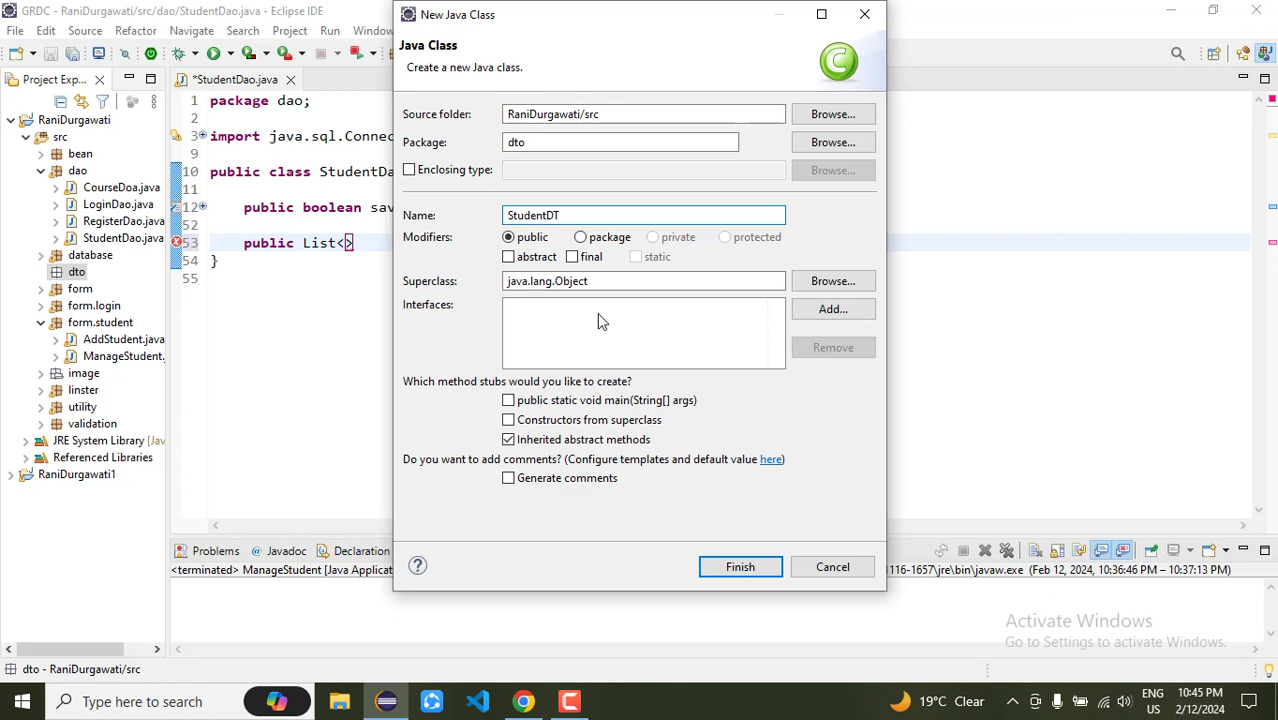 GRDC - RaniDurgawati/src/dao/StudentDao.java - Eclipse IDE
File Edit Source Refactor Navigate Search Project Run Window
Project Exp...
*StudentDao.java
RaniDurgawati
src
bean
dao
CourseDoa.java
LoginDao.java
RegisterDao.java
StudentDao.java
database
dto
form
form.login
form.student
AddStudent.java
ManageStudent.
image
linster
utility
validation
JRE System Library [Jav
Referenced Libraries
RaniDurgawati1
1 package dao;
2
3 import java.sql.Connec
9
10 public class StudentDa
11
12 public boolean sav
52
53 public List<>
54 }
55
New Java Class
Java Class
Create a new Java class.
Source folder: RaniDurgawati/src Browse...
Package: dto Browse...
Enclosing type: Browse...
Name: StudentDT
Modifiers: public package private protected
abstract final static
Superclass: java.lang.Object Browse...
Interfaces: Add...
Remove
Which method stubs would you like to create?
public static void main(String[] args)
Constructors from superclass
Inherited abstract methods
Do you want to add comments? (Configure templates and default value here)
Generate comments
Finish Cancel
Problems Javadoc Declaration
<terminated> ManageStudent [Java Applicat 116-1657\jre\bin\javaw.exe (Feb 12, 2024, 10:36:46 PM – 10:37:13 PM)
Activate Windows
Go to Settings to activate Windows.
dto - RaniDurgawati/src
Type here to search
19°C Clear
ENG
US
10:45 PM
2/12/2024